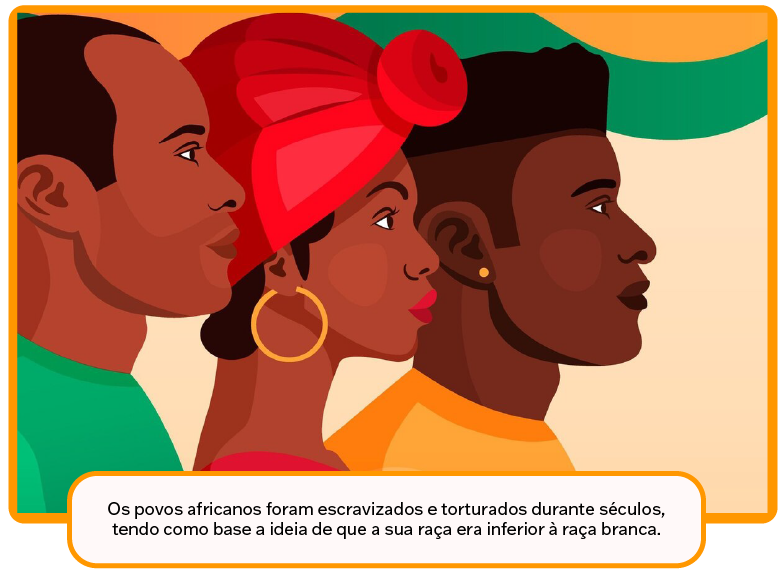 Os povos africanos foram escravizados e torturados durante séculos,
tendo como base a ideia de que a sua raça era inferior à raça branca.